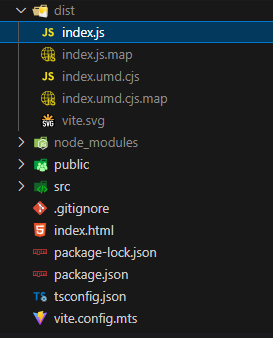 dist
JS index.js
index.js.map
JS index.umd.cjs
index.umd.cjs.map
SVG vite.svg
node_modules
public
src
.gitignore
index.html
package-lock.json
package.json
TS tsconfig.json
vite.config.mts